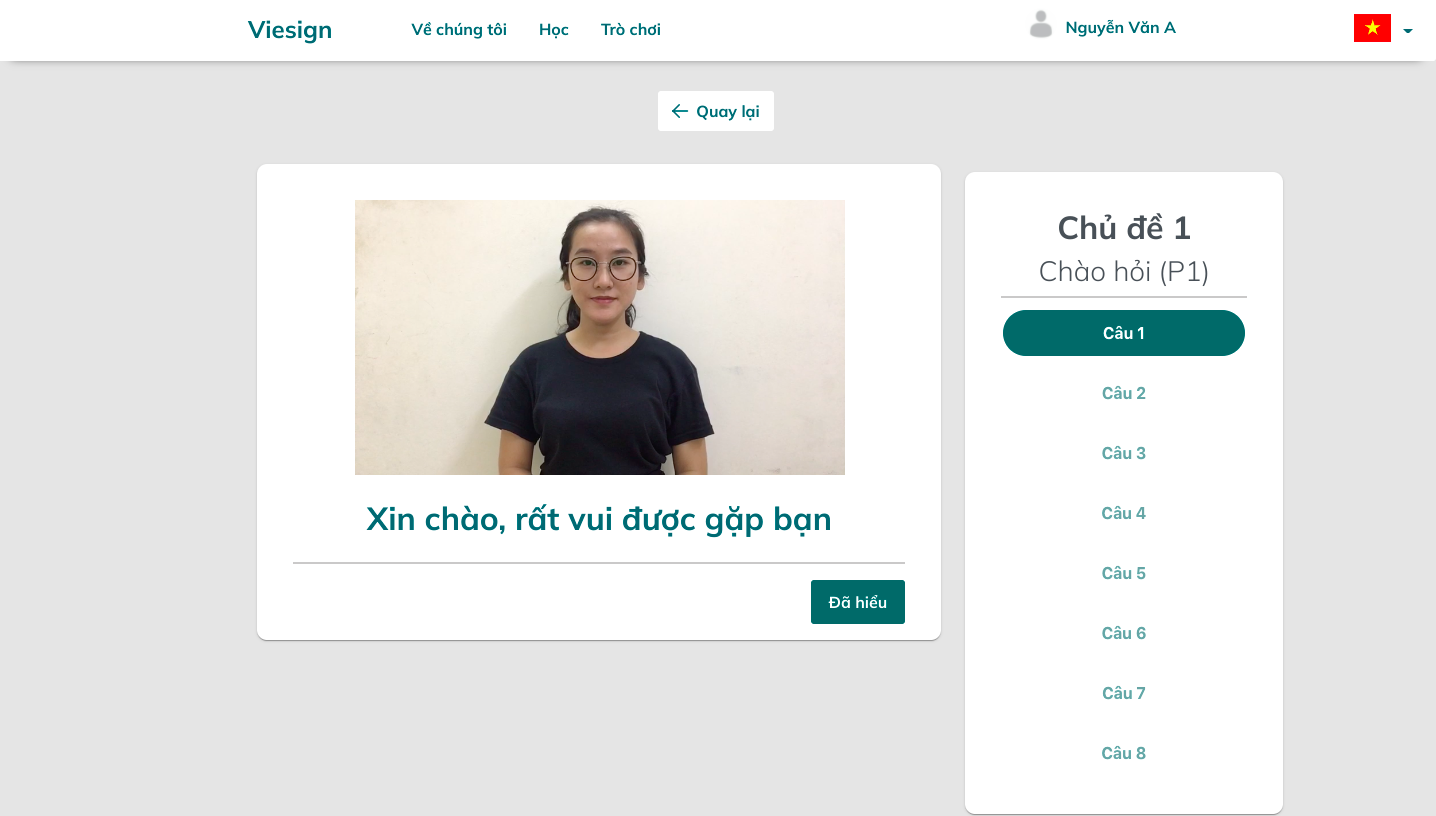 Viesign
Về chúng tôi
Học
Trò chơi
Nguyễn Văn A
Quay lại
Xin chào, rất vui được gặp bạn
Đã hiểu
Chủ đề 1
Chào hỏi (P1)
Câu 1
Câu 2
Câu 3
Câu 4
Câu 5
Câu 6
Câu 7
Câu 8